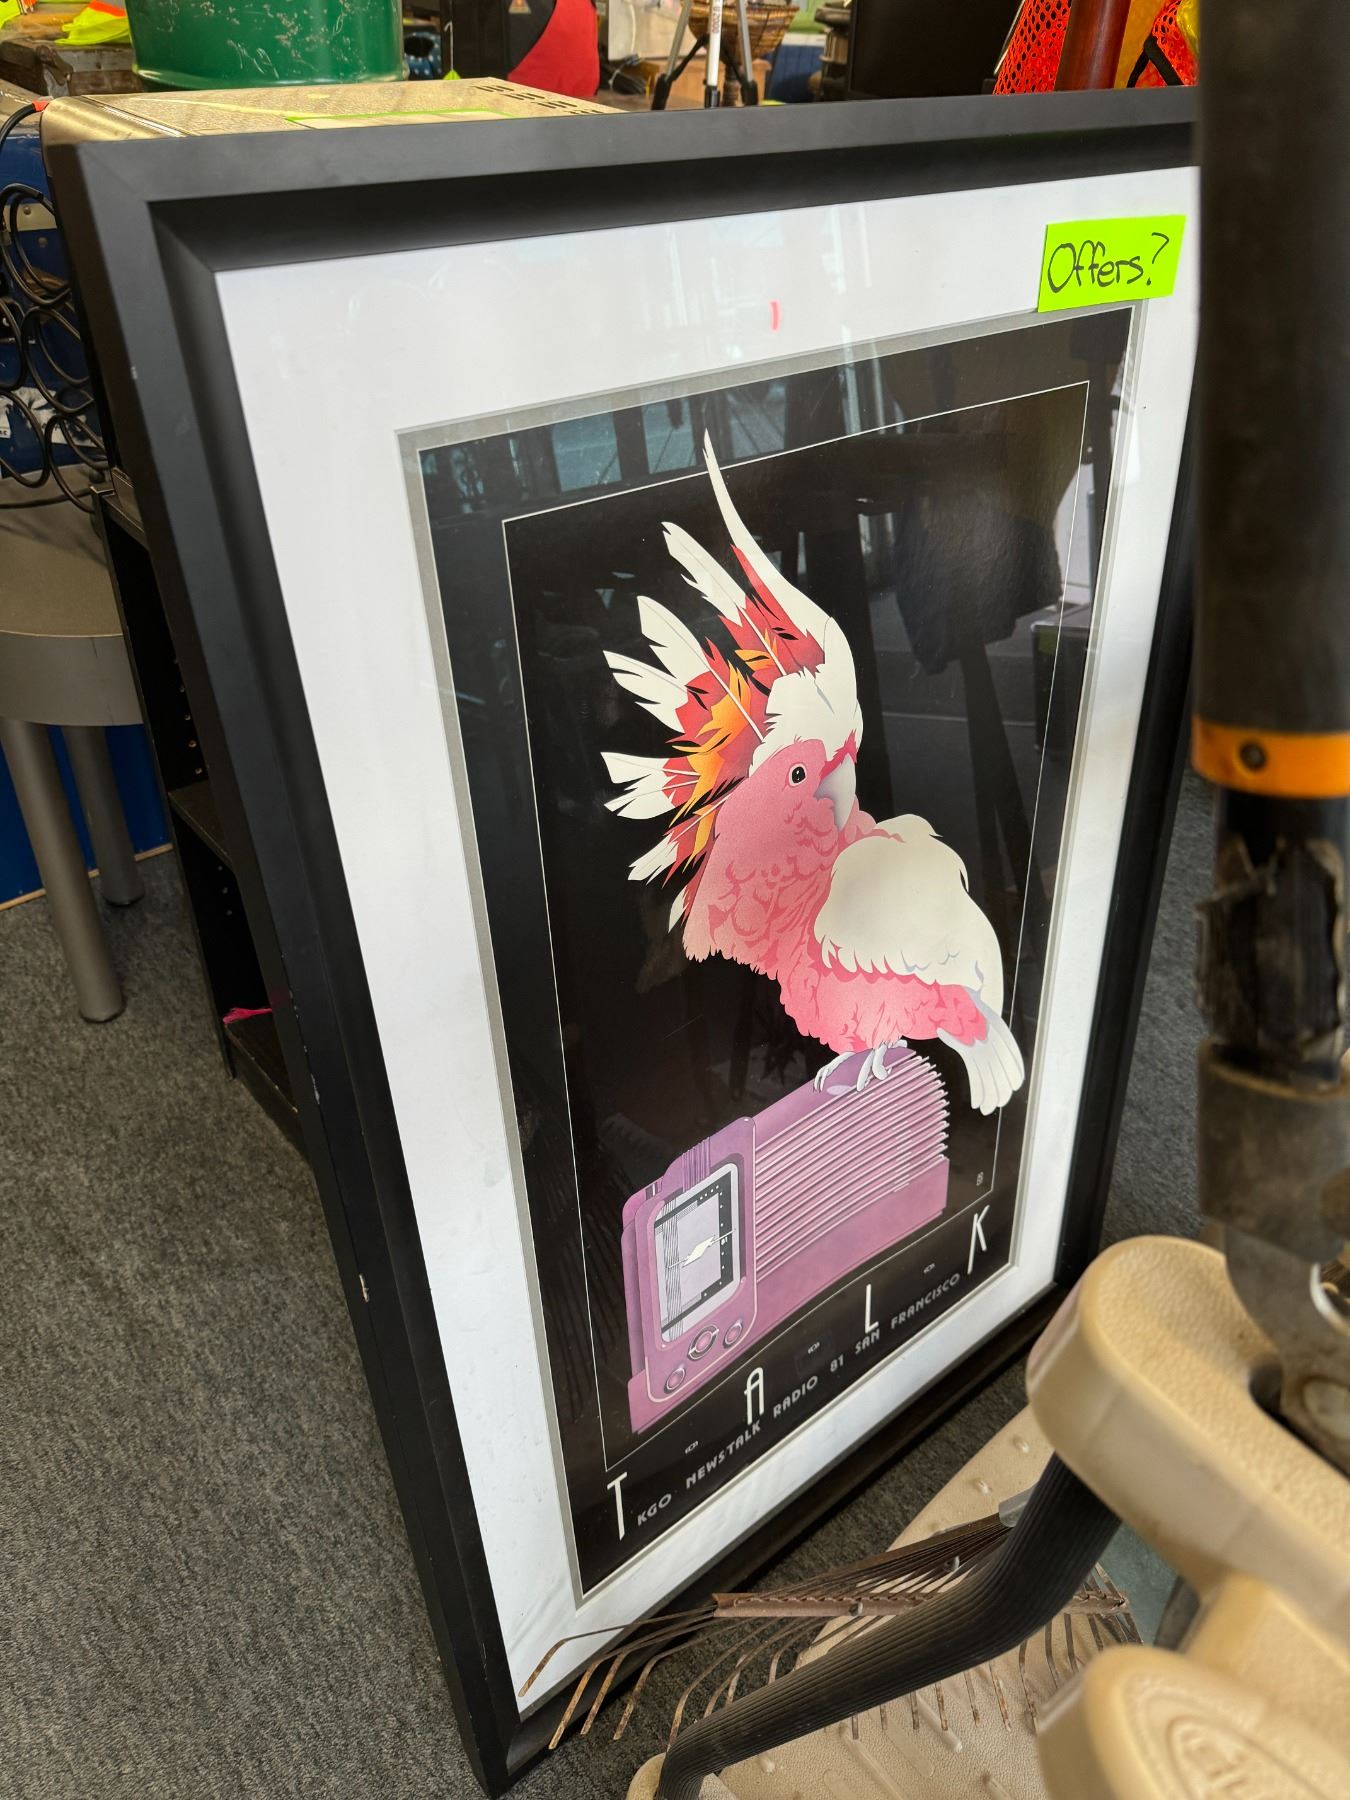 Offers?
TALK
KGO NEWSTALK RADIO 81 SAN FRANCISCO